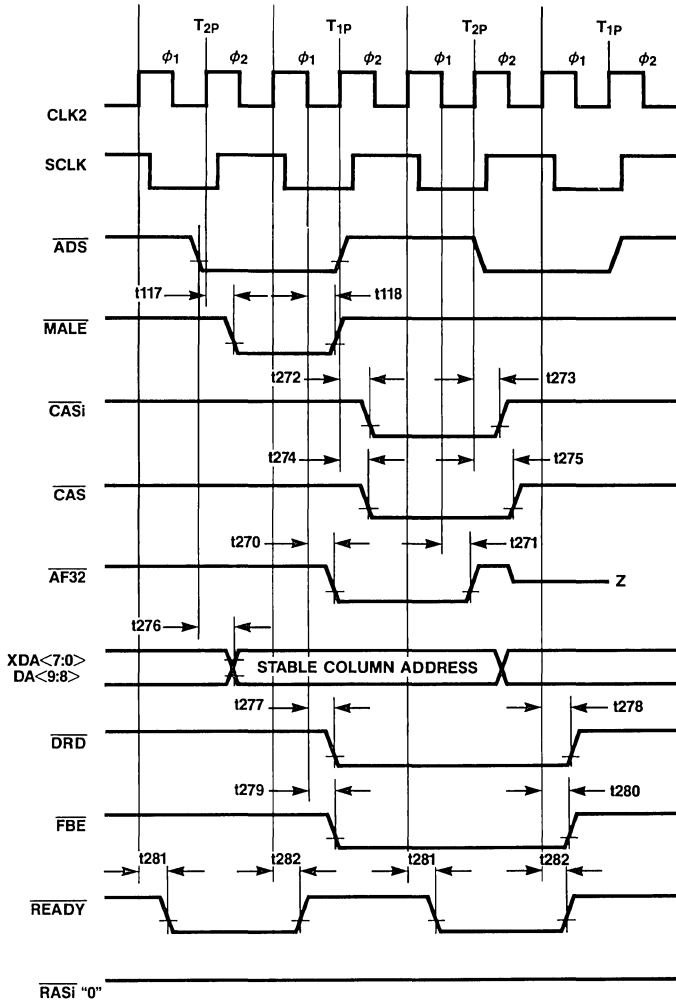 T2P T1P T2P T1P
ϕ1 ϕ2 ϕ1 ϕ2 ϕ1 ϕ2 ϕ1 ϕ2
CLK2
SCLK
ADS
t117 t118
MALE
t272 t273
CASi
t274 t275
CAS
t270 t271
AF32 Z
t276
XDA<7:0>
DA<9:8>
STABLE COLUMN ADDRESS
t277 t278
DRD
t279 t280
FBE
t281 t282 t281 t282
READY
RASi "0"